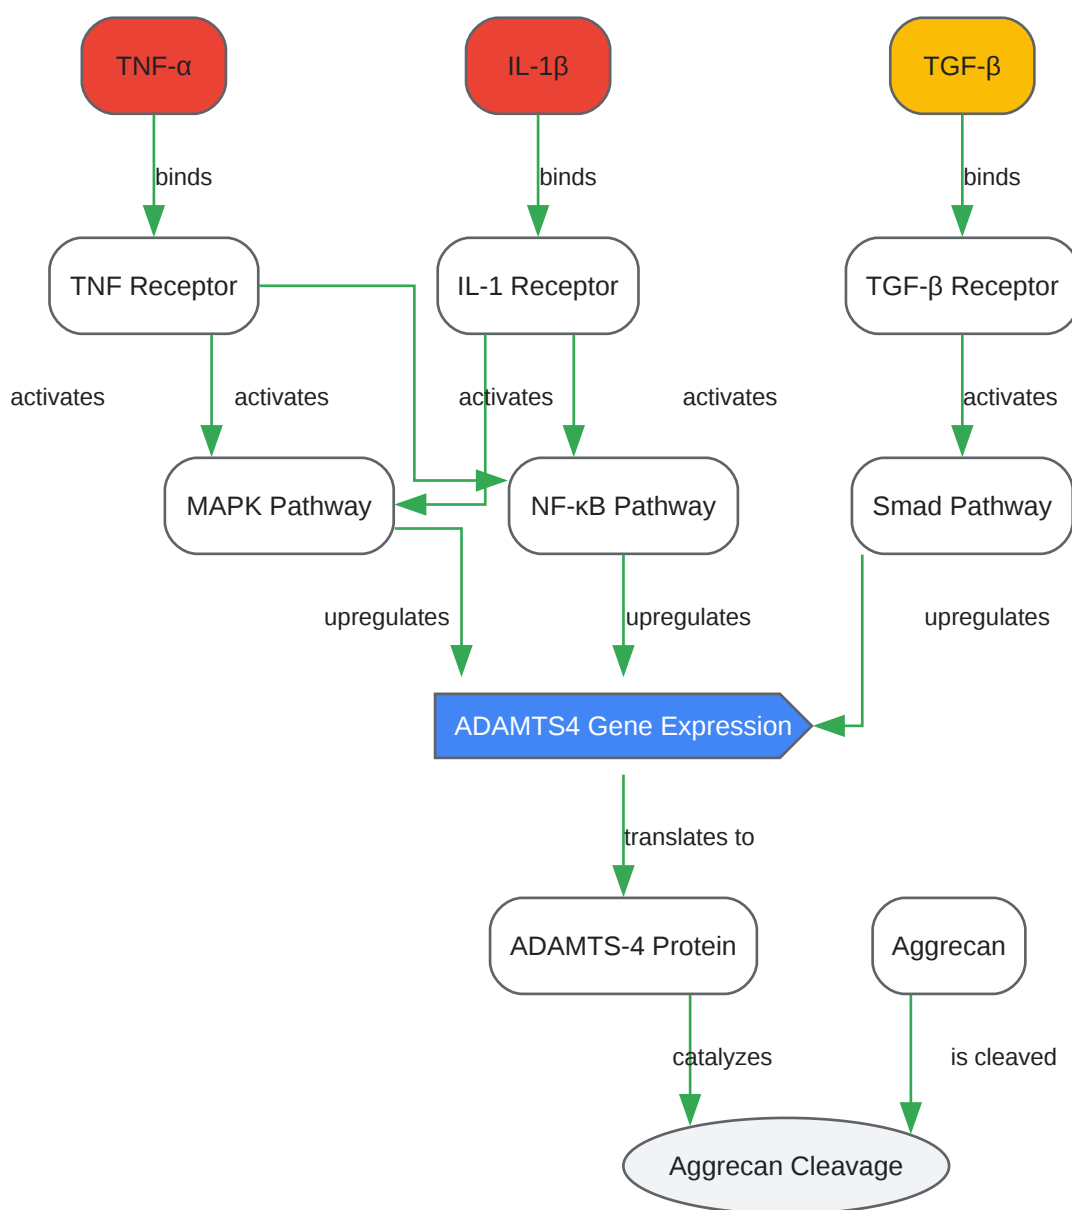 TNF-α
IL-1β
TGF-β
binds
binds
binds
TNF Receptor
IL-1 Receptor
TGF-β Receptor
activates
activates
activates
activates
activates
MAPK Pathway
NF-κB Pathway
Smad Pathway
upregulates
upregulates
upregulates
ADAMTS4 Gene Expression
translates to
ADAMTS-4 Protein
Aggrecan
catalyzes
is cleaved
Aggrecan Cleavage